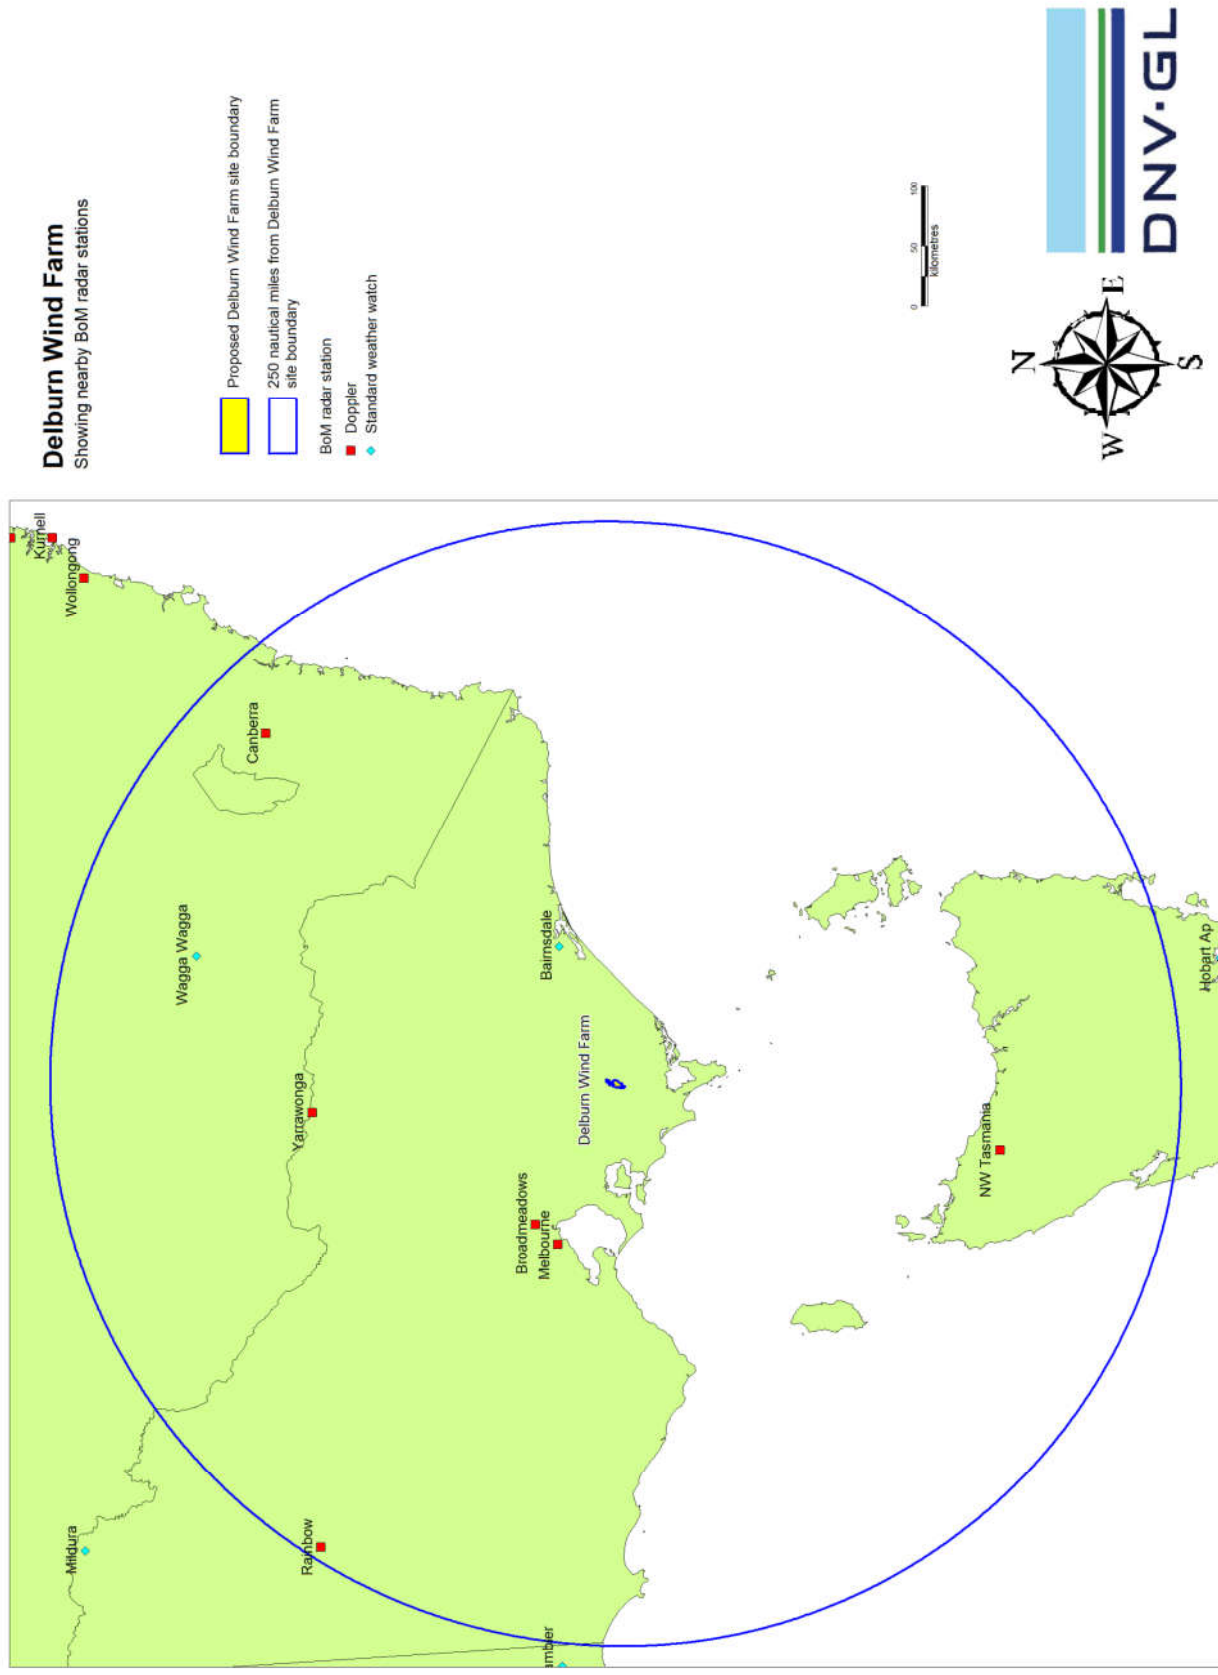 Delburn Wind Farm
Showing nearby BoM radar stations
Proposed Delburn Wind Farm site boundary
250 nautical miles from Delburn Wind Farm
site boundary
BoM radar station
Doppler
Standard weather watch
Kurnell
Wollongong
Mildura
Wagga Wagga
Canberra
Rainbow
Yarrawonga
Broadmeadows
Melbourne
Bairnsdale
ambier
Delburn Wind Farm
NW Tasmania
Hobart Ap
0 50 100
kilometres
N
W E
S
DNV·GL